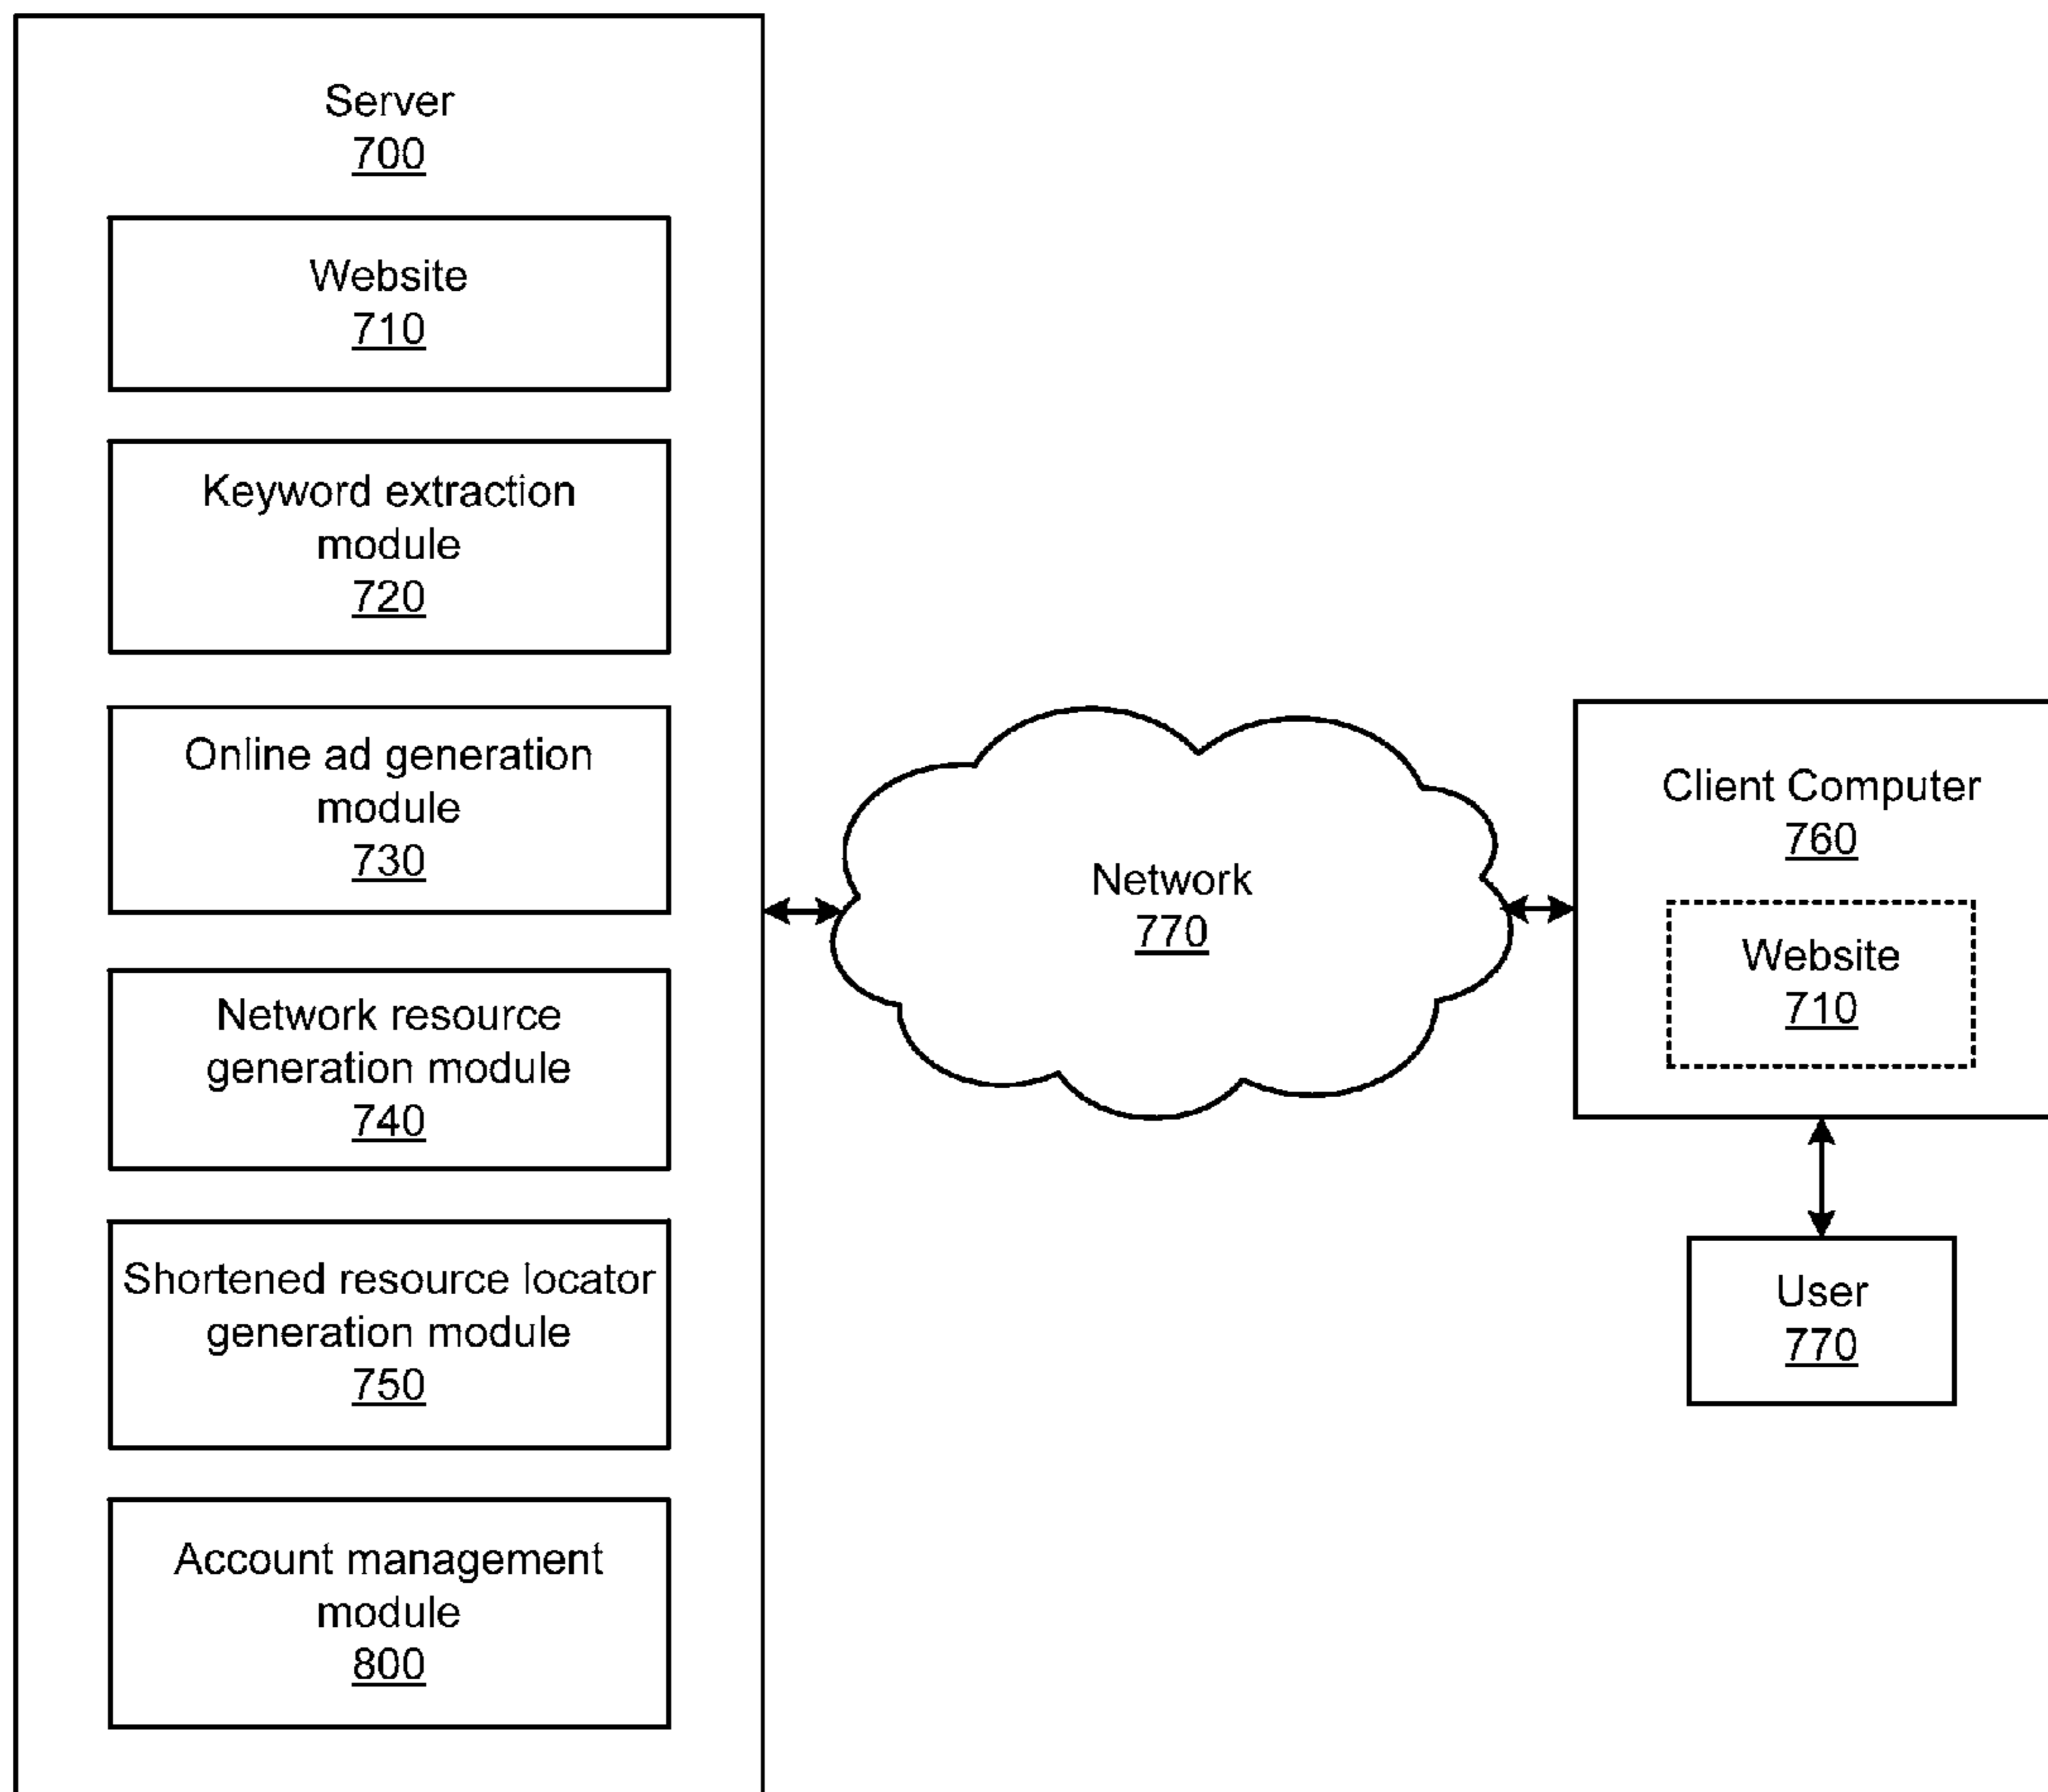 Server
700
Website
710
Keyword extraction
module
720
Online ad generation
module
730
Network resource
generation module
740
Shortened resource locator
generation module
750
Account management
module
800
Network
770
Client Computer
760
Website
710
User
770